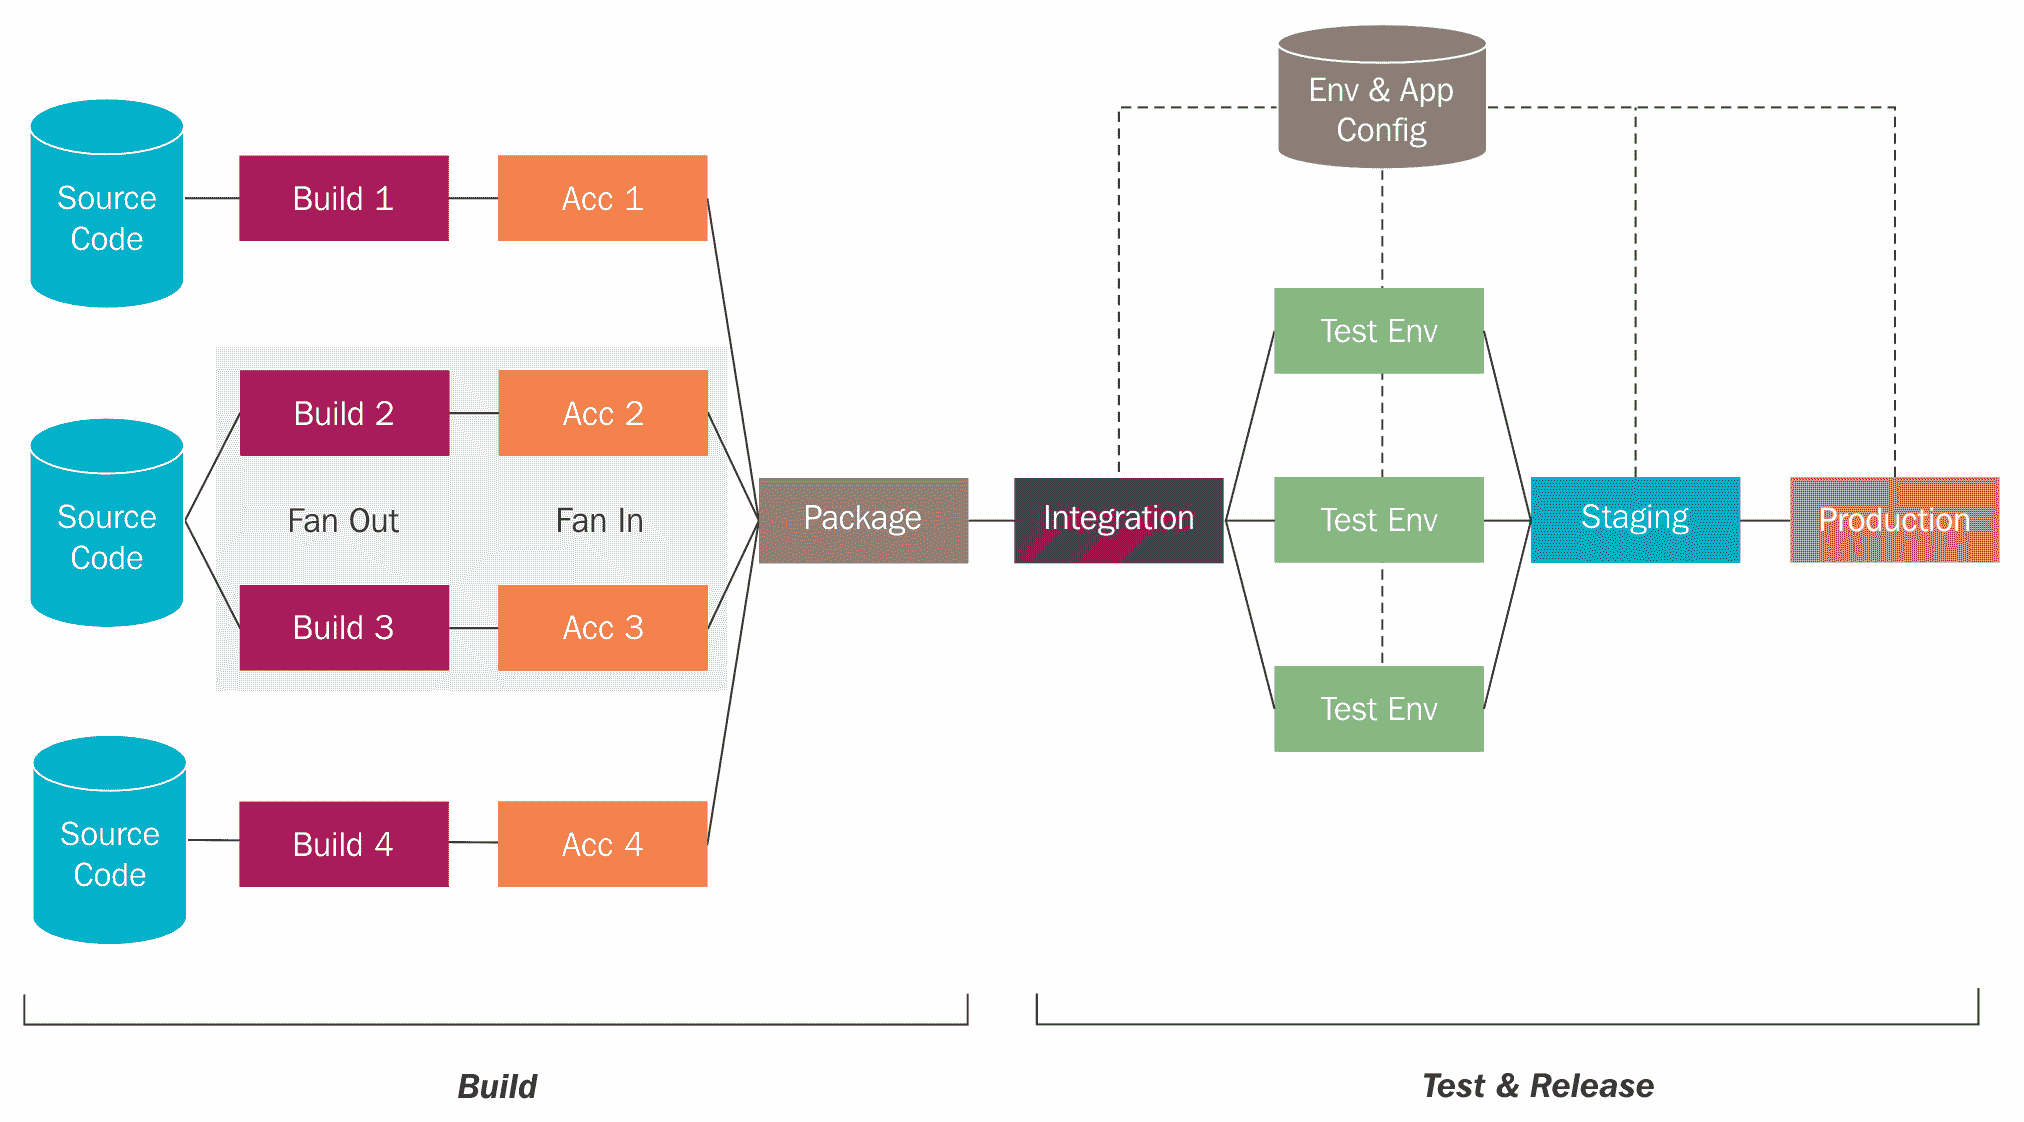 Env & App
Config
Source
Code
Build 1
Acc 1
Test Env
Build 2
Acc 2
Source
Code
Fan Out
Fan In
Package
Integration
Test Env
Staging
Production
Build 3
Acc 3
Test Env
Source
Code
Build 4
Acc 4
Build
Test & Release